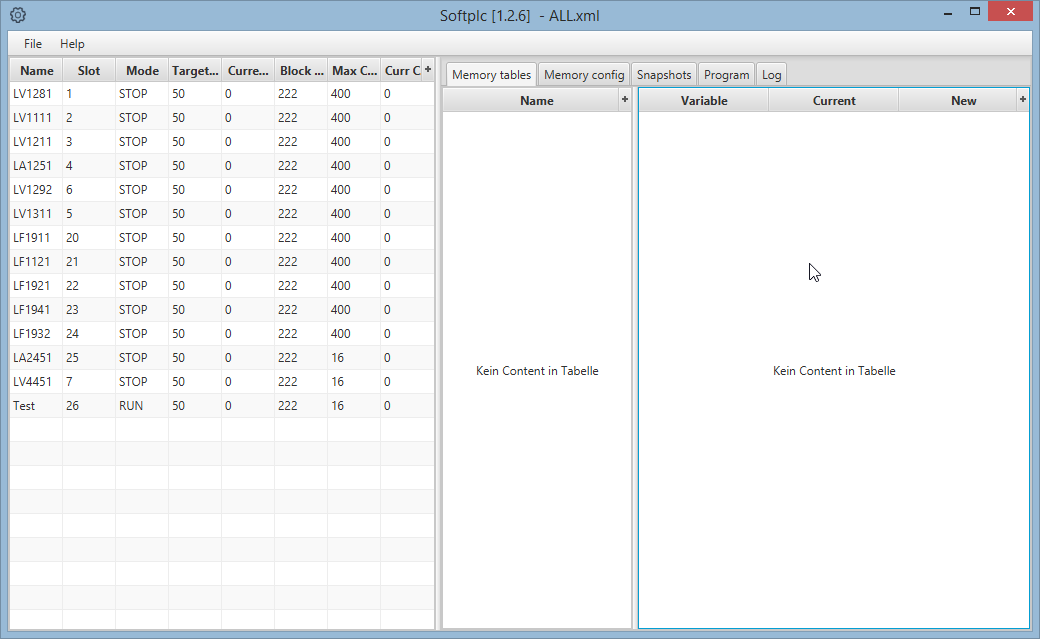 Softplc [1.2.6] - ALL.xml
File Help
Name Slot Mode Target... Curre... Block ... Max C... Curr C +
LV1281 1 STOP 50 0 222 400 0
LV1111 2 STOP 50 0 222 400 0
LV1211 3 STOP 50 0 222 400 0
LA1251 4 STOP 50 0 222 400 0
LV1292 6 STOP 50 0 222 400 0
LV1311 5 STOP 50 0 222 400 0
LF1911 20 STOP 50 0 222 400 0
LF1121 21 STOP 50 0 222 400 0
LF1921 22 STOP 50 0 222 400 0
LF1941 23 STOP 50 0 222 400 0
LF1932 24 STOP 50 0 222 400 0
LA2451 25 STOP 50 0 222 16 0
LV4451 7 STOP 50 0 222 16 0
Test 26 RUN 50 0 222 16 0
Memory tables Memory config Snapshots Program Log
Name +
Kein Content in Tabelle
Variable Current New +
Kein Content in Tabelle